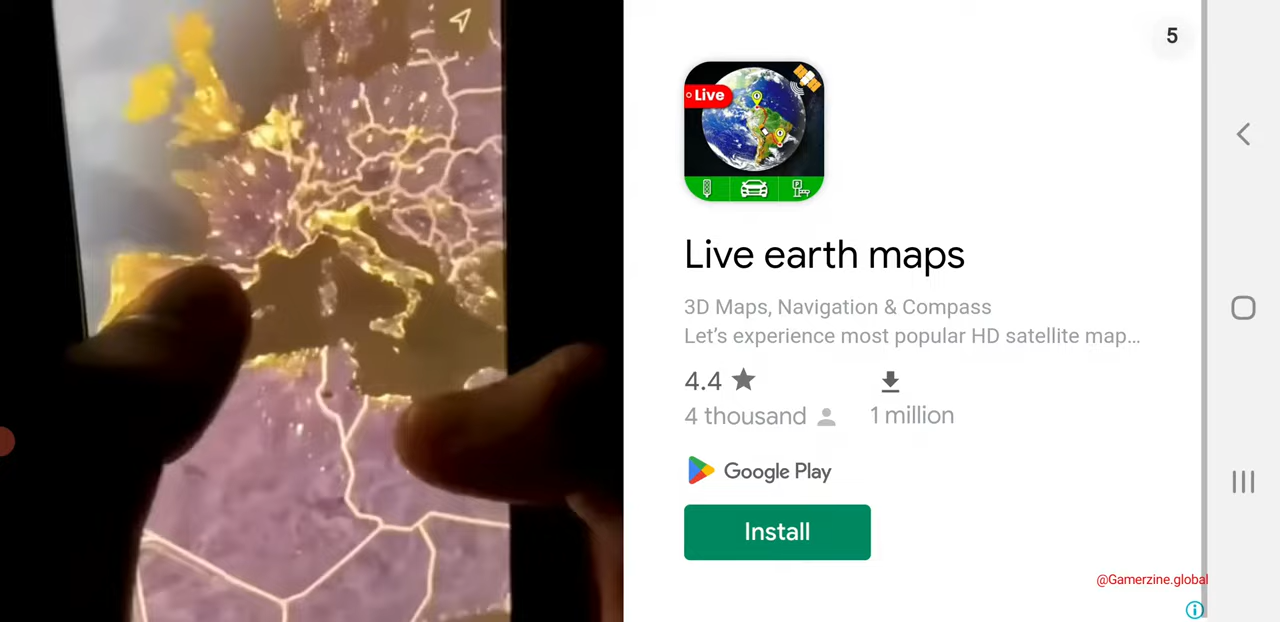 5
Live
Live earth maps
3D Maps, Navigation & Compass
Let's experience most popular HD satellite map...
4.4
4 thousand
1 million
Google Play
Install
@Gamerzine.global